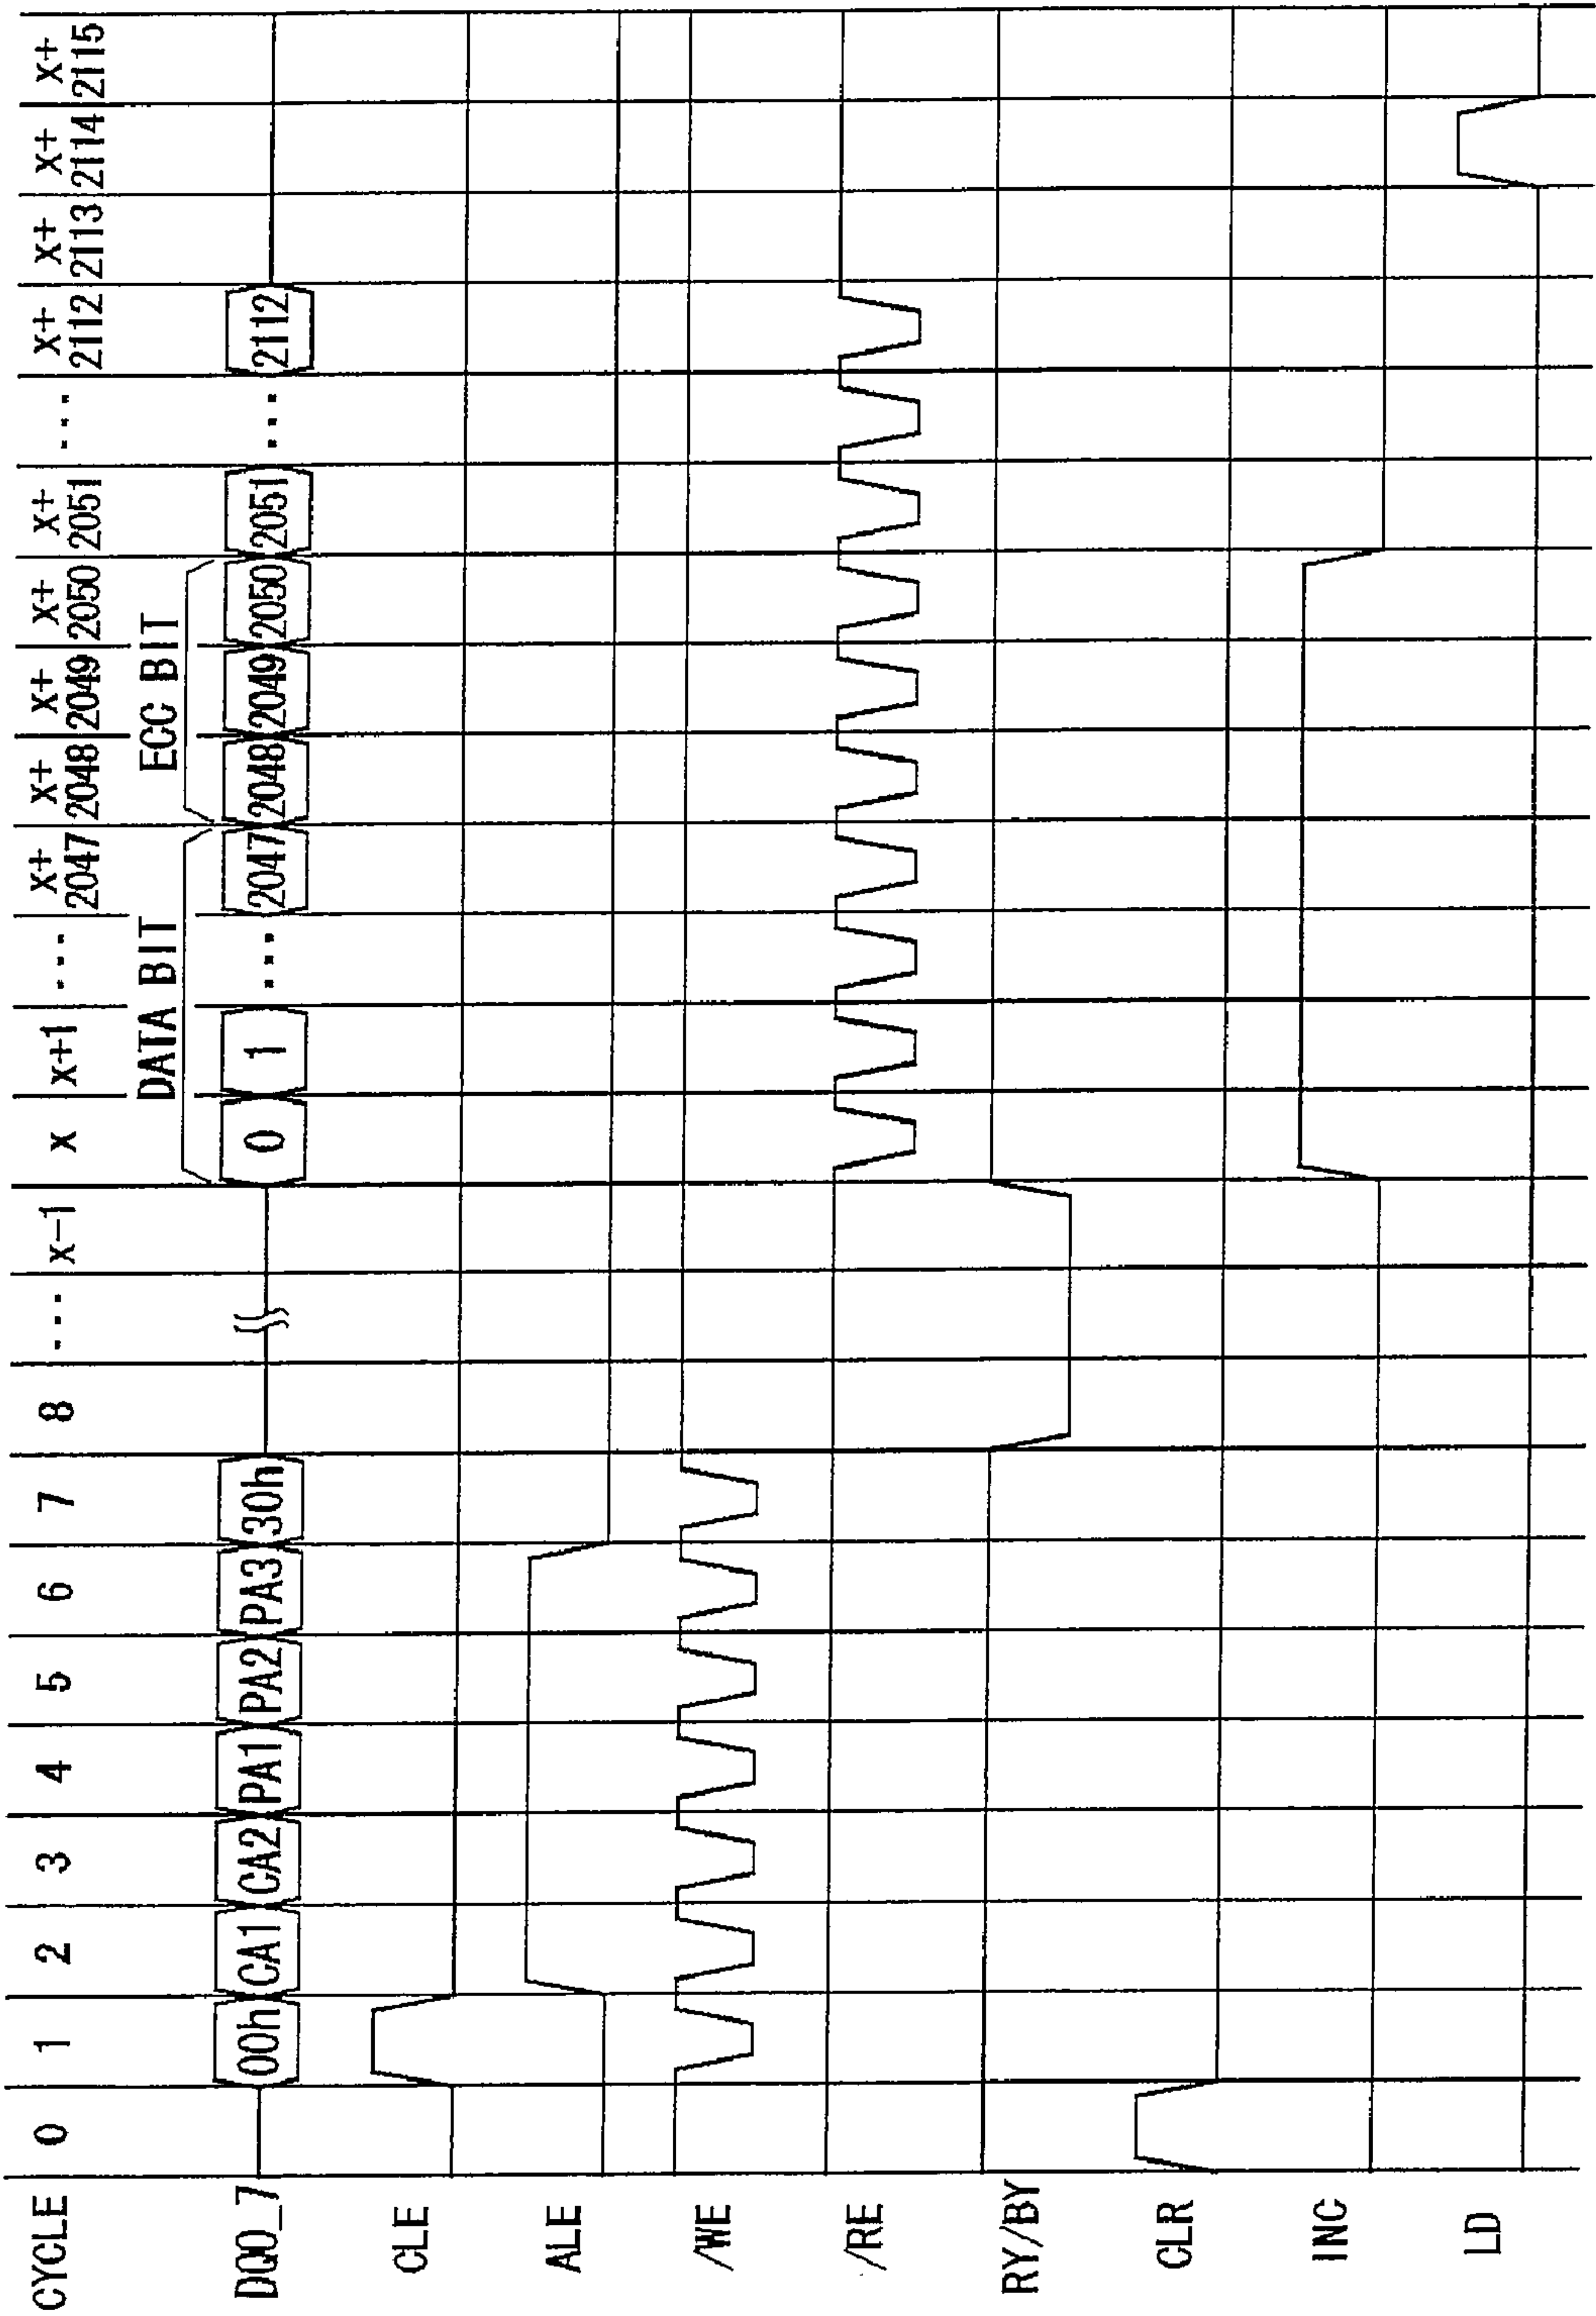 CYCLE 0 1 2 3 4 5 6 7 8 --- x-1 x x+1 --- x+2047 x+2048 x+2049 x+2050 x+2051 --- x+2112 x+2113 x+2114 x+2115
DATA BIT ECC BIT
DQ0_7 00h CA1 CA2 PA1 PA2 PA3 30h 0 1 --- 2047 2048 2049 2050 2051 --- 2112
CLE
ALE
/WE
/RE
RY/BY
CLR
INC
LD